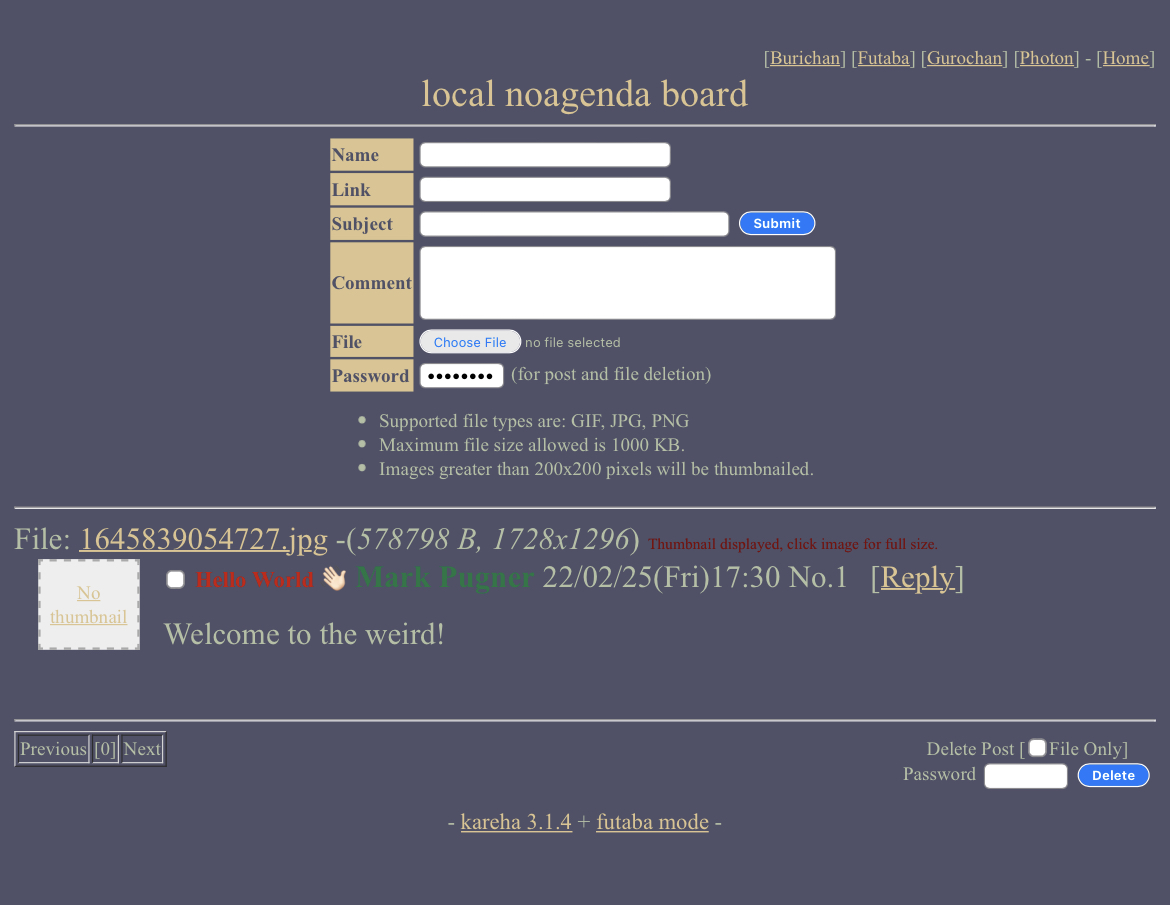 [Burichan] [Futaba] [Gurochan] [Photon] - [Home]
local noagenda board
Name
Link
Subject Submit
Comment
File Choose File no file selected
Password •••••••• (for post and file deletion)
• Supported file types are: GIF, JPG, PNG
• Maximum file size allowed is 1000 KB.
• Images greater than 200x200 pixels will be thumbnailed.
File: 1645839054727.jpg -(578798 B, 1728x1296) Thumbnail displayed, click image for full size.
No
thumbnail
Hello World 👋🏻 Mark Pugner 22/02/25(Fri)17:30 No.1 [Reply]
Welcome to the weird!
Previous [0] Next
Delete Post [ File Only]
Password Delete
- kareha 3.1.4 + futaba mode -